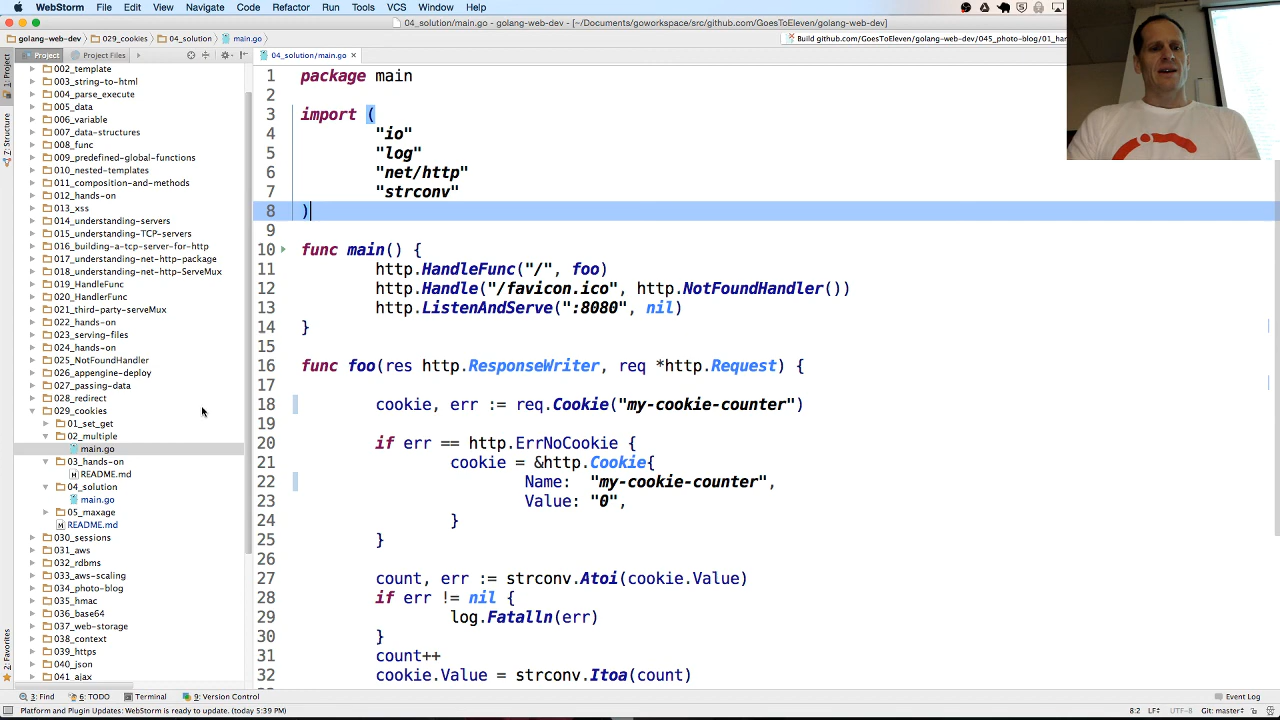 WebStorm File Edit View Navigate Code Refactor Run Tools VCS Window Help
04_solution/main.go - golang-web-dev - [~/Documents/goworkspace/src/github.com/GoesToEleven/golang-web-dev]
golang-web-dev 029_cookies 04_solution main.go
Build github.com/GoesToEleven/golang-web-dev/045_photo-blog/01_har
Project Project Files
04_solution/main.go
1: Project
Z: Structure
2: Favorites
002_template
003_string-to-html
004_parse_execute
005_data
006_variable
007_data-structures
008_func
009_predefined-global-functions
010_nested-templates
011_composition-and-methods
012_hands-on
013_xss
014_understanding-servers
015_understanding-TCP-servers
016_building-a-tcp-server-for-http
017_understanding-net-http-package
018_understanding-net-http-ServeMux
019_HandleFunc
020_HandlerFunc
021_third-party-serveMux
022_hands-on
023_serving-files
024_hands-on
025_NotFoundHandler
026_appengine-deploy
027_passing-data
028_redirect
029_cookies
01_set_get
02_multiple
main.go
03_hands-on
README.md
04_solution
main.go
05_maxage
README.md
030_sessions
031_aws
032_rdbms
033_aws-scaling
034_photo-blog
035_hmac
036_base64
037_web-storage
038_context
039_https
040_json
041_ajax
1 package main
2
3 import (
4 "io"
5 "log"
6 "net/http"
7 "strconv"
8 )
9
10 func main() {
11 http.HandleFunc("/", foo)
12 http.Handle("/favicon.ico", http.NotFoundHandler())
13 http.ListenAndServe(":8080", nil)
14 }
15
16 func foo(res http.ResponseWriter, req *http.Request) {
17
18 cookie, err := req.Cookie("my-cookie-counter")
19
20 if err == http.ErrNoCookie {
21 cookie = &http.Cookie{
22 Name: "my-cookie-counter",
23 Value: "0",
24 }
25 }
26
27 count, err := strconv.Atoi(cookie.Value)
28 if err != nil {
29 log.Fatalln(err)
30 }
31 count++
32 cookie.Value = strconv.Itoa(count)
3: Find 6: TODO Terminal 9: Version Control Event Log
Platform and Plugin Updates: WebStorm is ready to update. (today 5:39 PM) 8:2 LF÷ UTF-8 Git: master÷